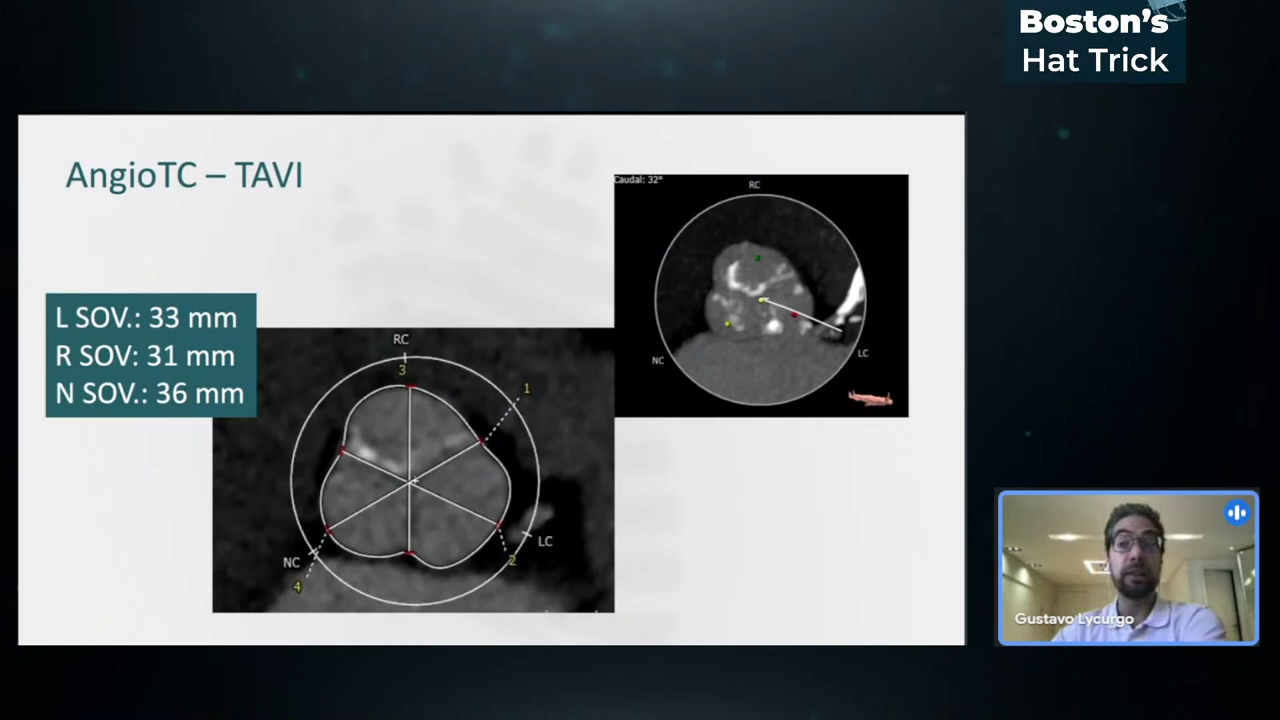 Boston's
Hat Trick
AngioTC – TAVI
L SOV.: 33 mm
R SOV: 31 mm
N SOV.: 36 mm
Caudal: 32°
RC
NC
LC
RC
3
1
NC
4
LC
2
Gustavo Lycurgo